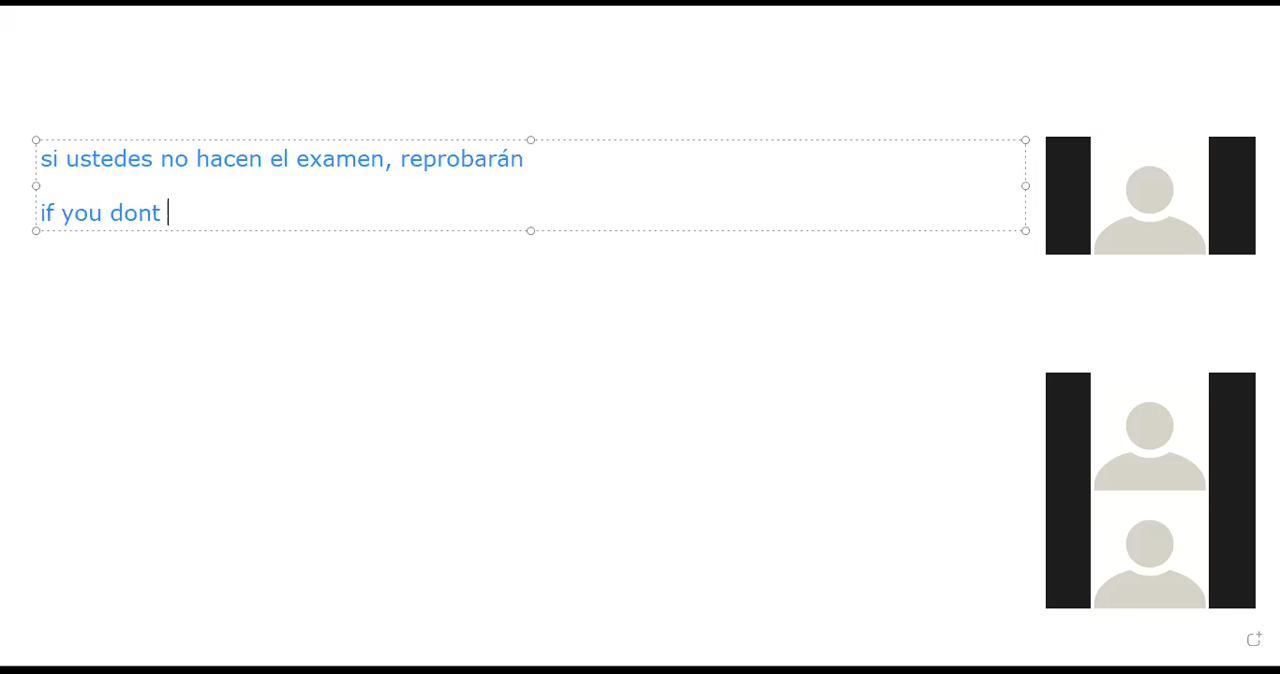 si ustedes no hacen el examen, reprobarán
if you dont